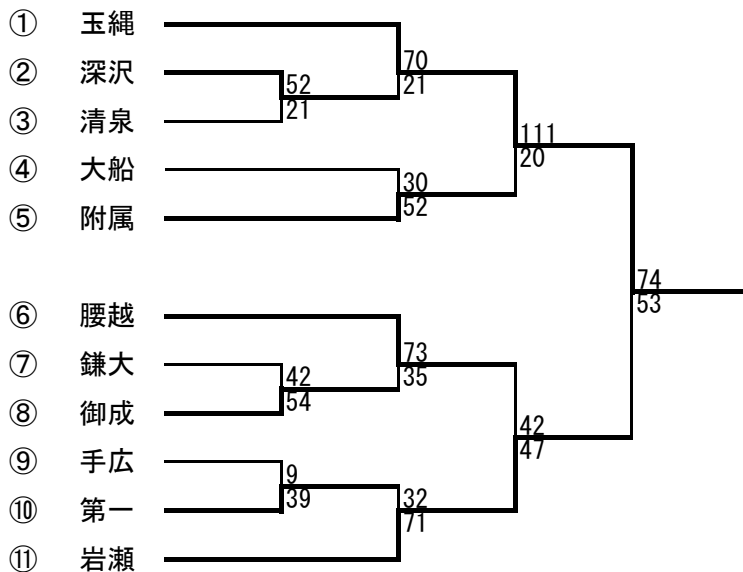 ① 玉縄
② 深沢
③ 清泉
④ 大船
⑤ 附属
⑥ 腰越
⑦ 鎌大
⑧ 御成
⑨ 手広
⑩ 第一
⑪ 岩瀬
52
21
42
54
9
39
70
21
30
52
73
35
32
71
111
20
42
47
74
53